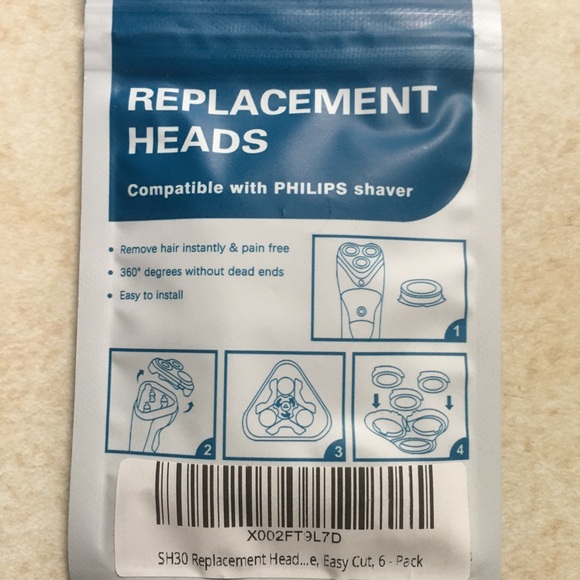 REPLACEMENT
HEADS
Compatible with PHILIPS shaver
• Remove hair instantly & pain free
• 360° degrees without dead ends
• Easy to install
1
2
3
4
X002FT9L7D
SH30 Replacement Head...e, Easy Cut, 6 - Pack